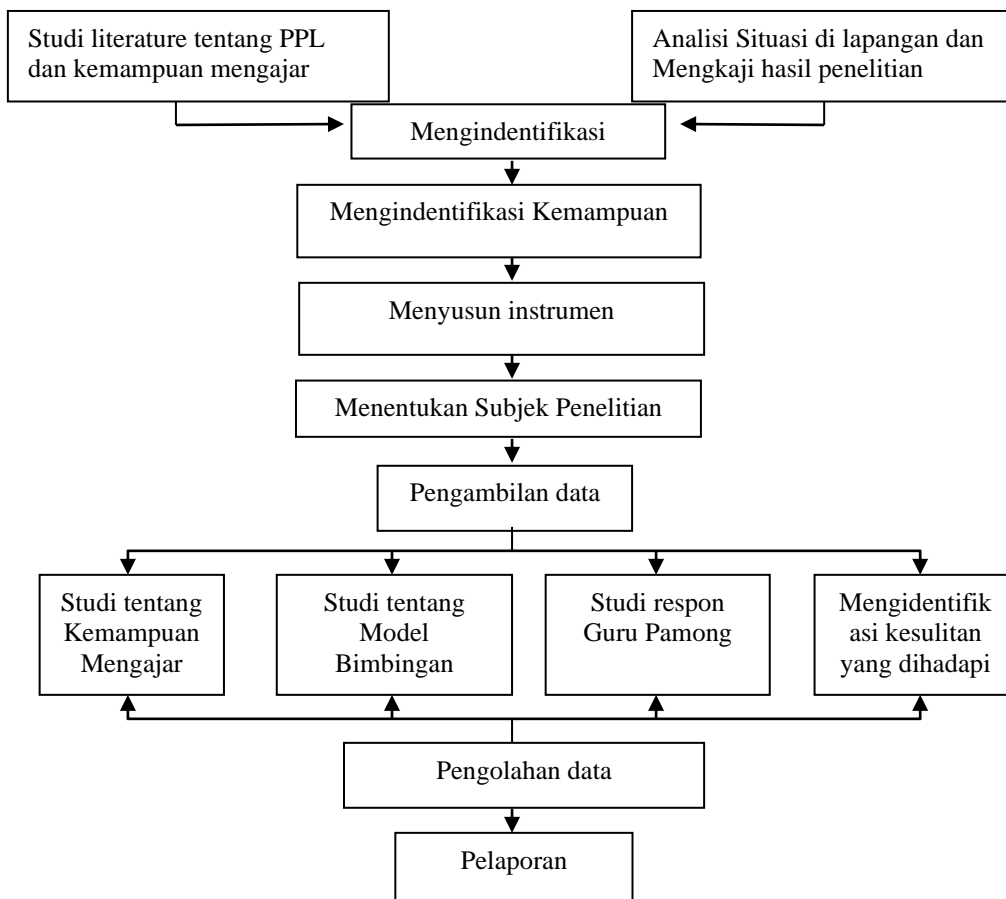 Studi literature tentang PPL
dan kemampuan mengajar
Analisi Situasi di lapangan dan
Mengkaji hasil penelitian
Mengindentifikasi
Mengindentifikasi Kemampuan
Menyusun instrumen
Menentukan Subjek Penelitian
Pengambilan data
Studi tentang
Kemampuan
Mengajar
Studi tentang
Model
Bimbingan
Studi respon
Guru Pamong
Mengidentifik
asi kesulitan
yang dihadapi
Pengolahan data
Pelaporan